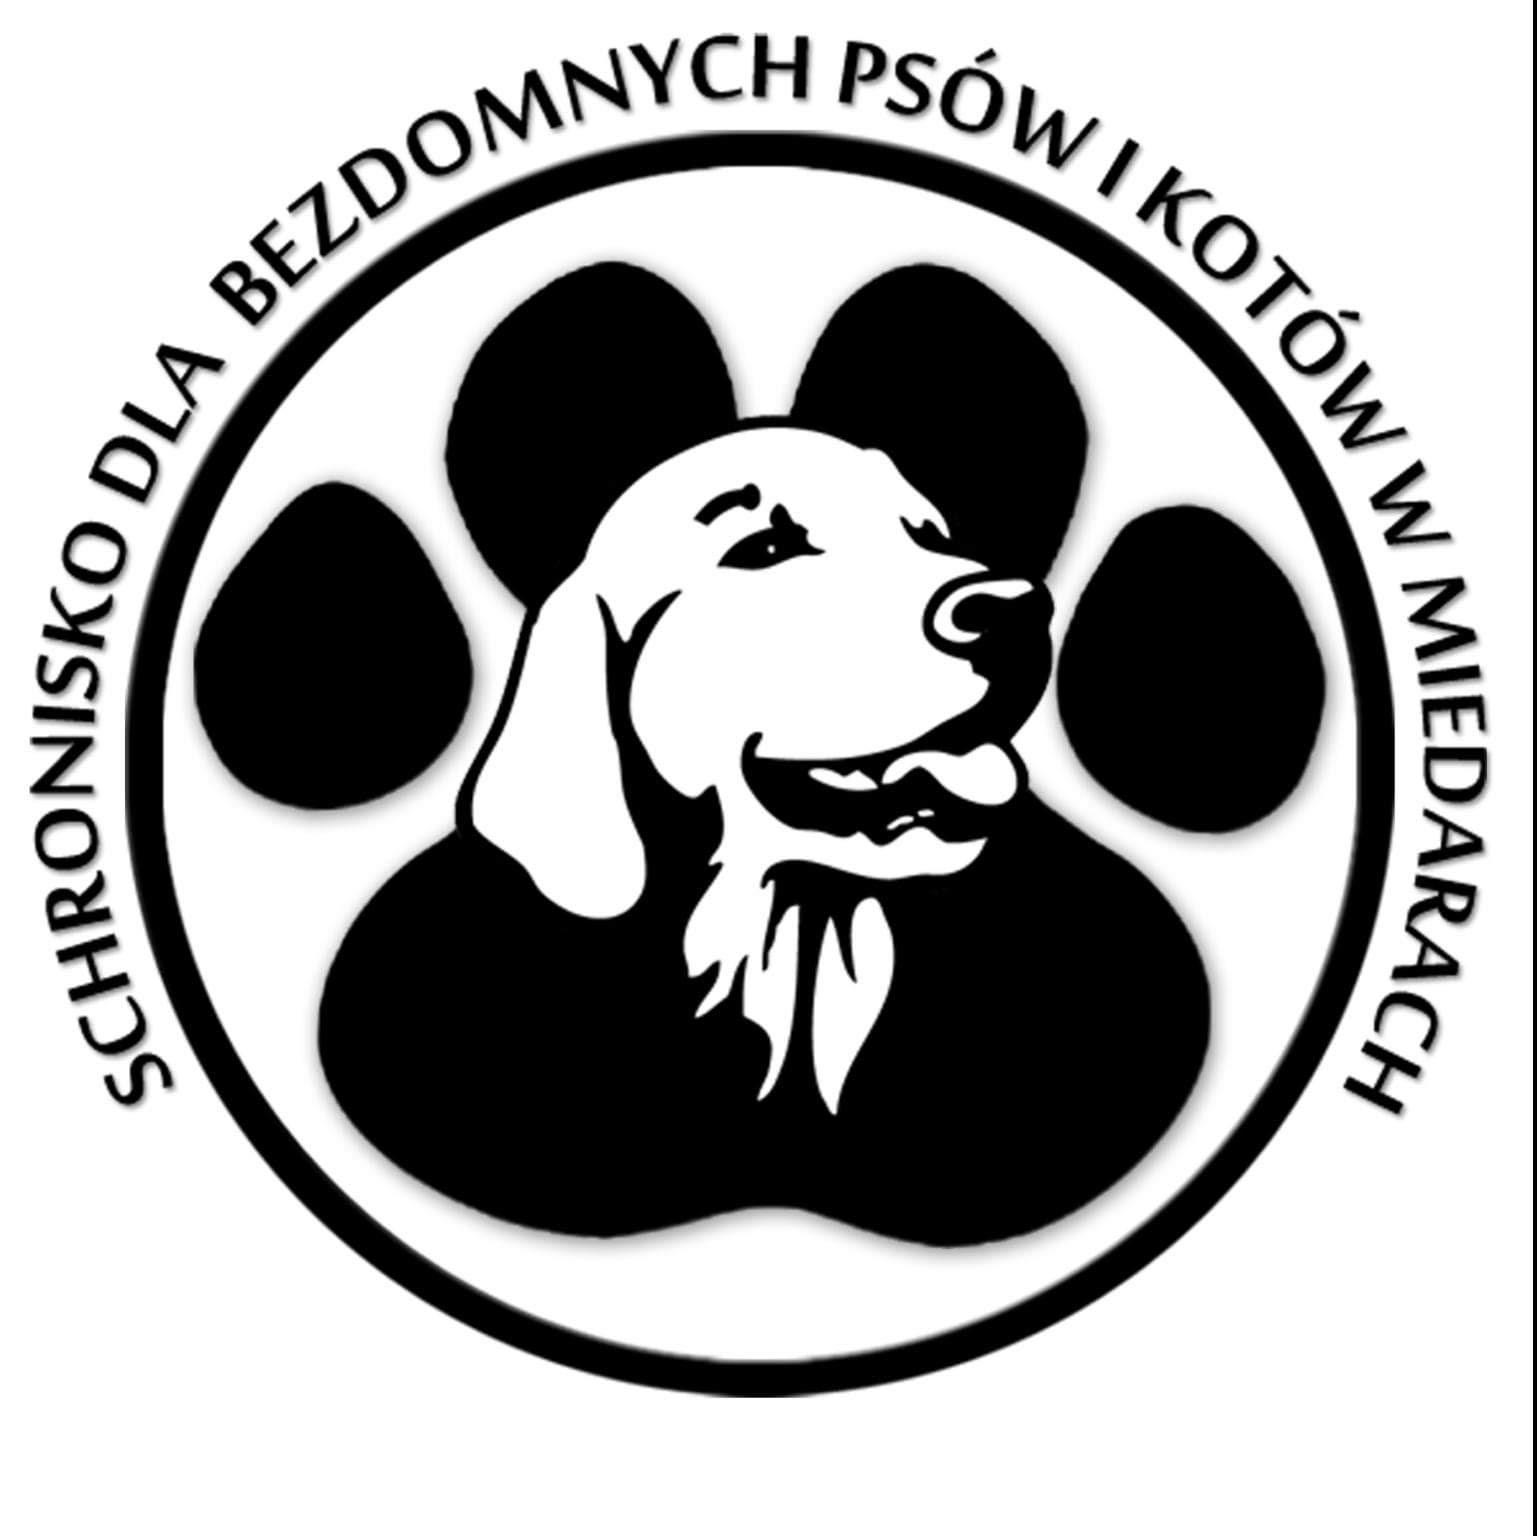 SCHRONISKO DLA BEZDOMNYCH PSÓW I KOTÓW W MIEDARACH